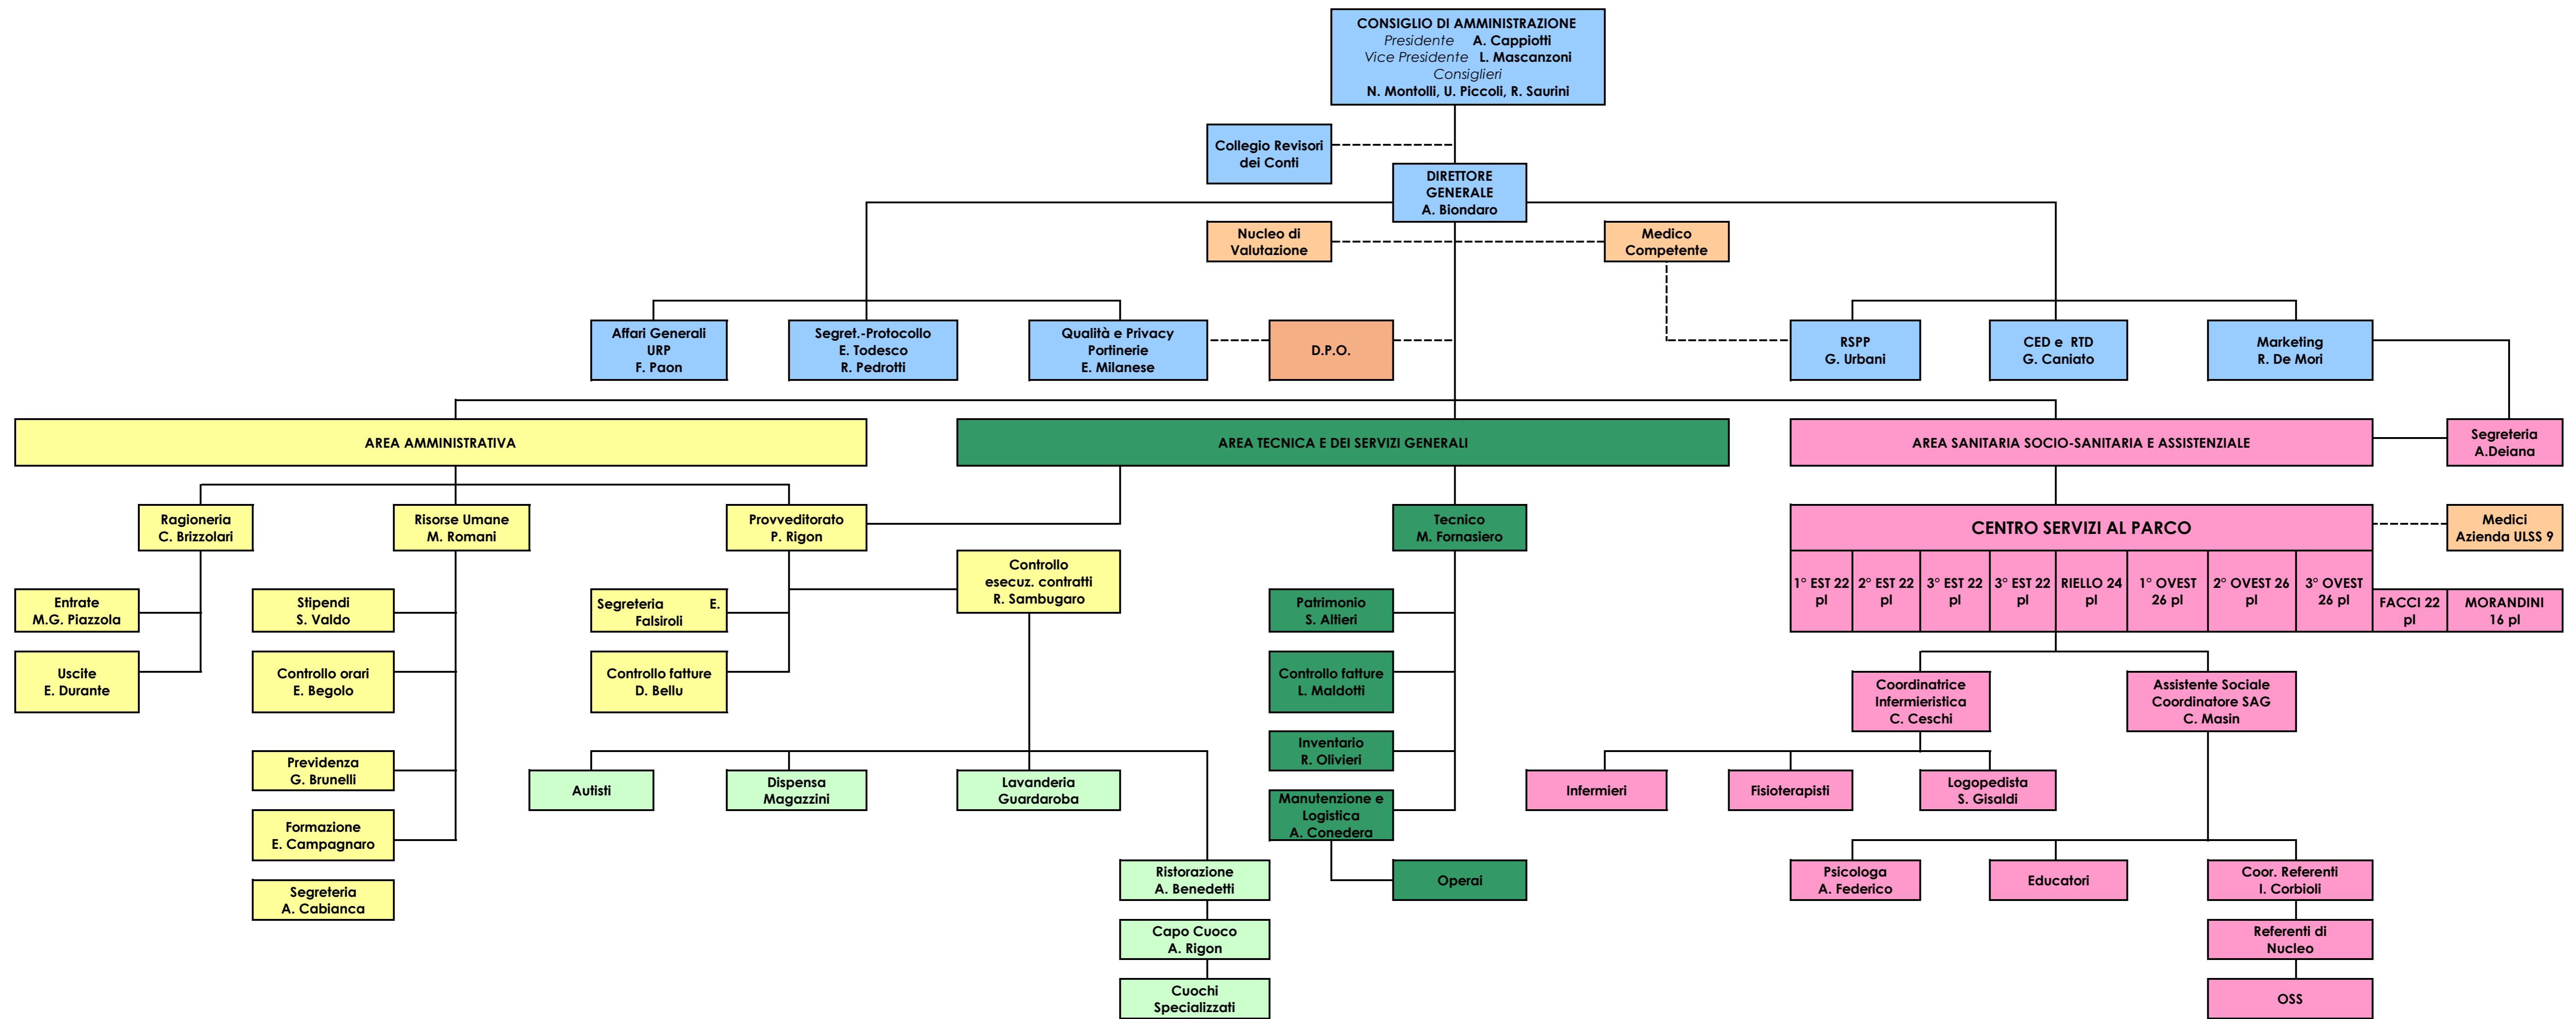 CONSIGLIO DI AMMINISTRAZIONE
Presidente A. Cappiotti
Vice Presidente L. Mascanzoni
Consiglieri
N. Montolli, U. Piccoli, R. Saurini
Collegio Revisori
dei Conti
DIRETTORE
GENERALE
A. Biondaro
Nucleo di
Valutazione
Medico
Competente
Affari Generali
URP
F. Paon
Segret.-Protocollo
E. Todesco
R. Pedrotti
Qualità e Privacy
Portinerie
E. Milanese
D.P.O.
RSPP
G. Urbani
CED e RTD
G. Caniato
Marketing
R. De Mori
AREA AMMINISTRATIVA
AREA TECNICA E DEI SERVIZI GENERALI
AREA SANITARIA SOCIO-SANITARIA E ASSISTENZIALE
Segreteria
A.Deiana
Ragioneria
C. Brizzolari
Risorse Umane
M. Romani
Provveditorato
P. Rigon
Tecnico
M. Fornasiero
CENTRO SERVIZI AL PARCO
Medici
Azienda ULSS 9
Controllo
esecuz. contratti
R. Sambugaro
1° EST 22
pl
2° EST 22
pl
3° EST 22
pl
3° EST 22
pl
RIELLO 24
pl
1° OVEST
26 pl
2° OVEST 26
pl
3° OVEST
26 pl
FACCI 22
pl
MORANDINI
16 pl
Entrate
M.G. Piazzola
Stipendi
S. Valdo
Segreteria E.
Falsiroli
Patrimonio
S. Altieri
Uscite
E. Durante
Controllo orari
E. Begolo
Controllo fatture
D. Bellu
Controllo fatture
L. Maldotti
Coordinatrice
Infermieristica
C. Ceschi
Assistente Sociale
Coordinatore SAG
C. Masin
Previdenza
G. Brunelli
Autisti
Dispensa
Magazzini
Lavanderia
Guardaroba
Inventario
R. Olivieri
Infermieri
Fisioterapisti
Logopedista
S. Gisaldi
Formazione
E. Campagnaro
Manutenzione e
Logistica
A. Conedera
Segreteria
A. Cabianca
Ristorazione
A. Benedetti
Operai
Psicologa
A. Federico
Educatori
Coor. Referenti
I. Corbioli
Capo Cuoco
A. Rigon
Referenti di
Nucleo
Cuochi
Specializzati
OSS